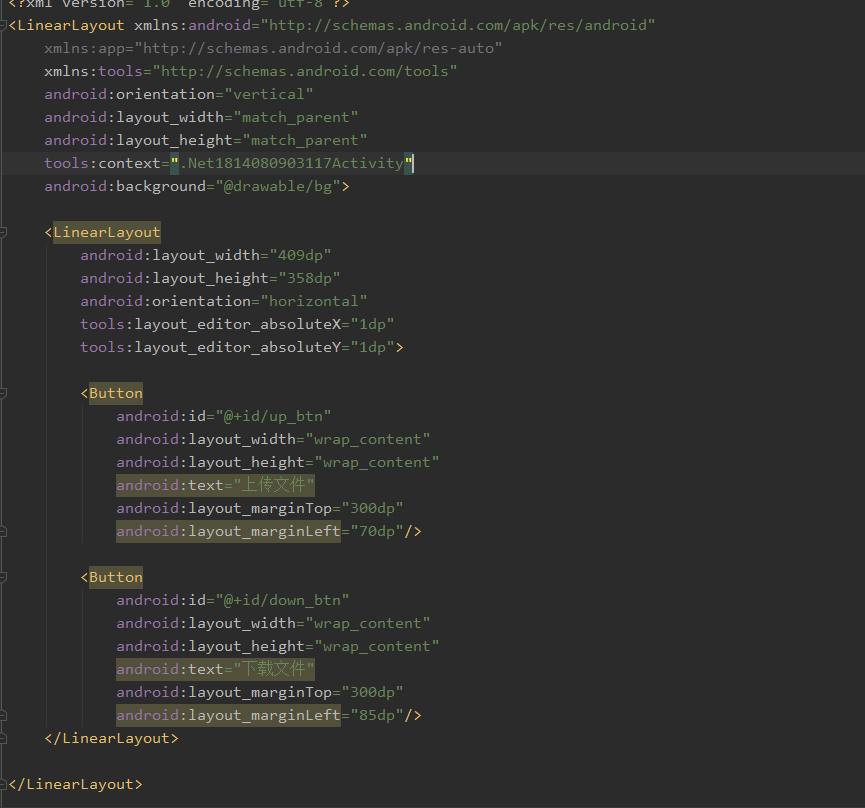 <?xml version="1.0" encoding="utf-8"?>
<LinearLayout xmlns:android="http://schemas.android.com/apk/res/android"
    xmlns:app="http://schemas.android.com/apk/res-auto"
    xmlns:tools="http://schemas.android.com/tools"
    android:orientation="vertical"
    android:layout_width="match_parent"
    android:layout_height="match_parent"
    tools:context=".Net1814080903117Activity"
    android:background="@drawable/bg">
    <LinearLayout
        android:layout_width="409dp"
        android:layout_height="358dp"
        android:orientation="horizontal"
        tools:layout_editor_absoluteX="1dp"
        tools:layout_editor_absoluteY="1dp">
        <Button
            android:id="@+id/up_btn"
            android:layout_width="wrap_content"
            android:layout_height="wrap_content"
            android:text="上传文件"
            android:layout_marginTop="300dp"
            android:layout_marginLeft="70dp"/>
        <Button
            android:id="@+id/down_btn"
            android:layout_width="wrap_content"
            android:layout_height="wrap_content"
            android:text="下载文件"
            android:layout_marginTop="300dp"
            android:layout_marginLeft="85dp"/>
    </LinearLayout>
</LinearLayout>